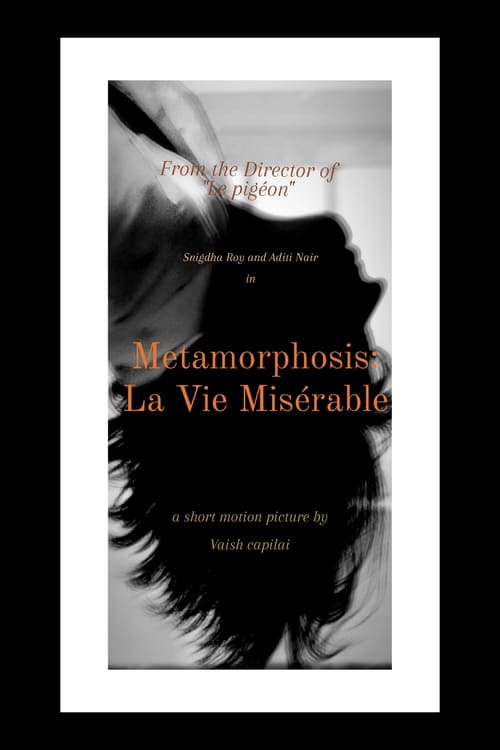 From the Director of
"Le pigéon"
Snigdha Roy and Aditi Nair
in
Metamorphosis:
La Vie Misérable
a short motion picture by
Vaish capilai